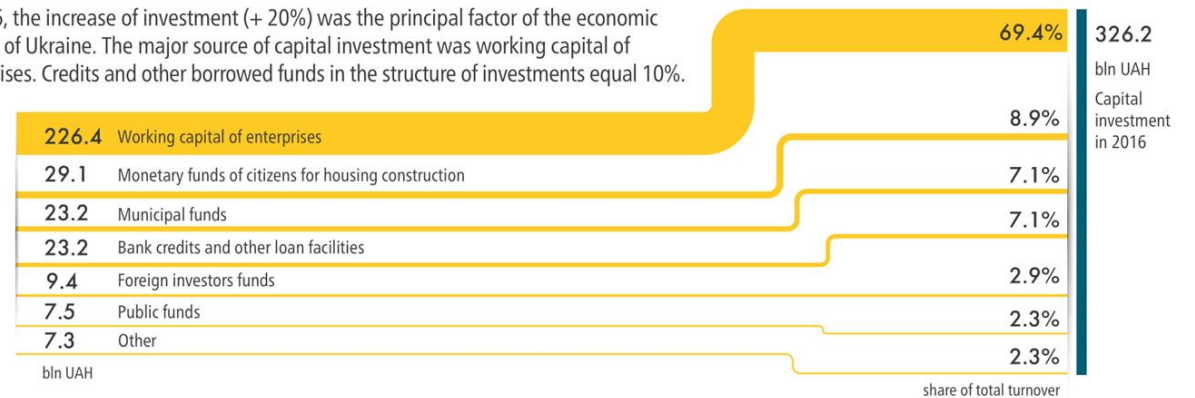 , the increase of investment (+ 20%) was the principal factor of the economic
of Ukraine. The major source of capital investment was working capital of
ises. Credits and other borrowed funds in the structure of investments equal 10%.
69.4%
326.2
bln UAH
Capital
investment
in 2016
226.4 Working capital of enterprises
8.9%
29.1 Monetary funds of citizens for housing construction
7.1%
23.2 Municipal funds
7.1%
23.2 Bank credits and other loan facilities
2.9%
9.4 Foreign investors funds
7.5 Public funds
2.3%
7.3 Other
2.3%
bln UAH
share of total turnover